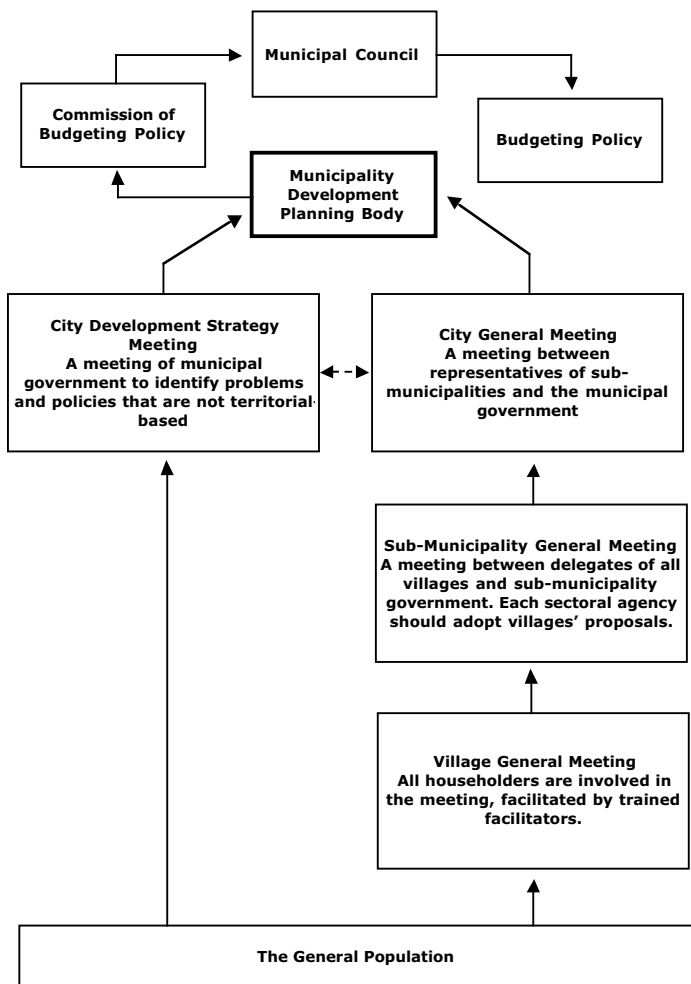 Municipal Council
Commission of
Budgeting Policy
Budgeting Policy
Municipality
Development
Planning Body
City Development Strategy
Meeting
A meeting of municipal
government to identify problems
and policies that are not territorial-
based
City General Meeting
A meeting between
representatives of sub-
municipalities and the municipal
government
Sub-Municipality General Meeting
A meeting between delegates of all
villages and sub-municipality
government. Each sectoral agency
should adopt villages’ proposals.
Village General Meeting
All householders are involved in
the meeting, facilitated by trained
facilitators.
The General Population